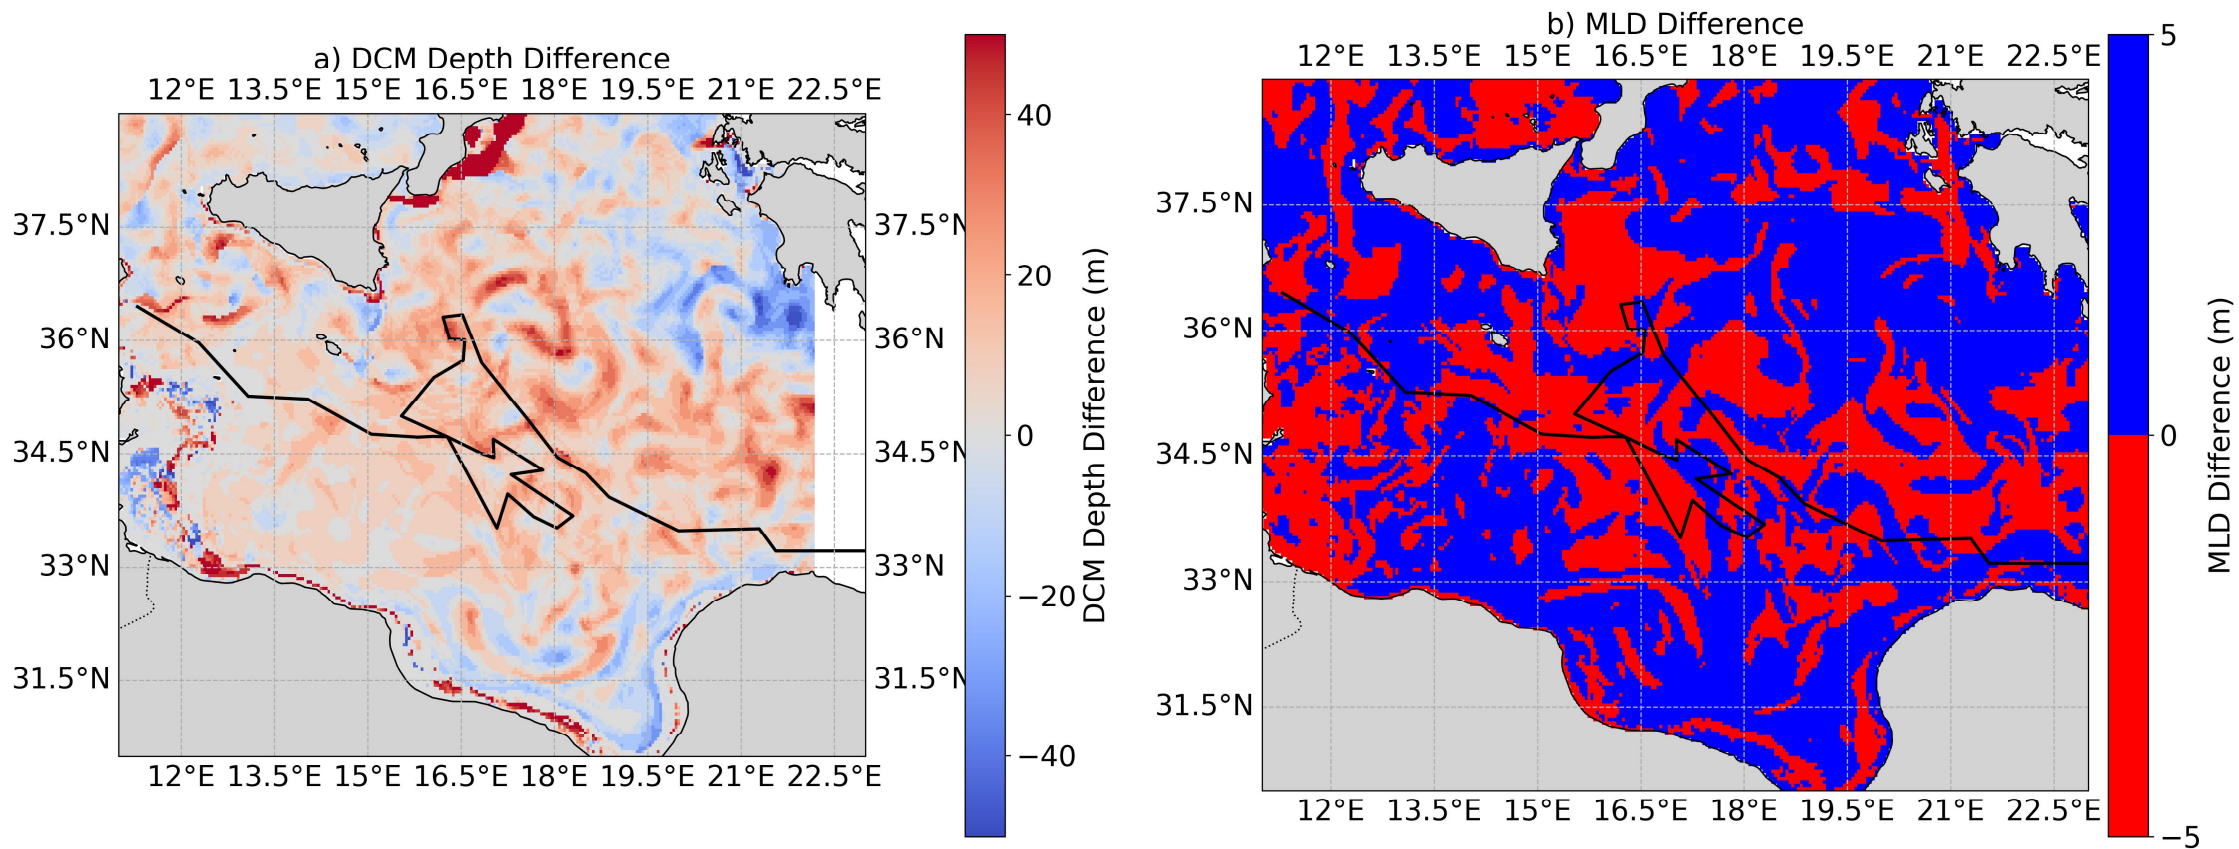 a) DCM Depth Difference
12°E 13.5°E 15°E 16.5°E 18°E 19.5°E 21°E 22.5°E
37.5°N 37.5°N
36°N 36°N
34.5°N 34.5°N
33°N 33°N
31.5°N 31.5°N
12°E 13.5°E 15°E 16.5°E 18°E 19.5°E 21°E 22.5°E
40
20
0
−20
−40
DCM Depth Difference (m)
b) MLD Difference
12°E 13.5°E 15°E 16.5°E 18°E 19.5°E 21°E 22.5°E
37.5°N
36°N
34.5°N
33°N
31.5°N
12°E 13.5°E 15°E 16.5°E 18°E 19.5°E 21°E 22.5°E
5
0
−5
MLD Difference (m)